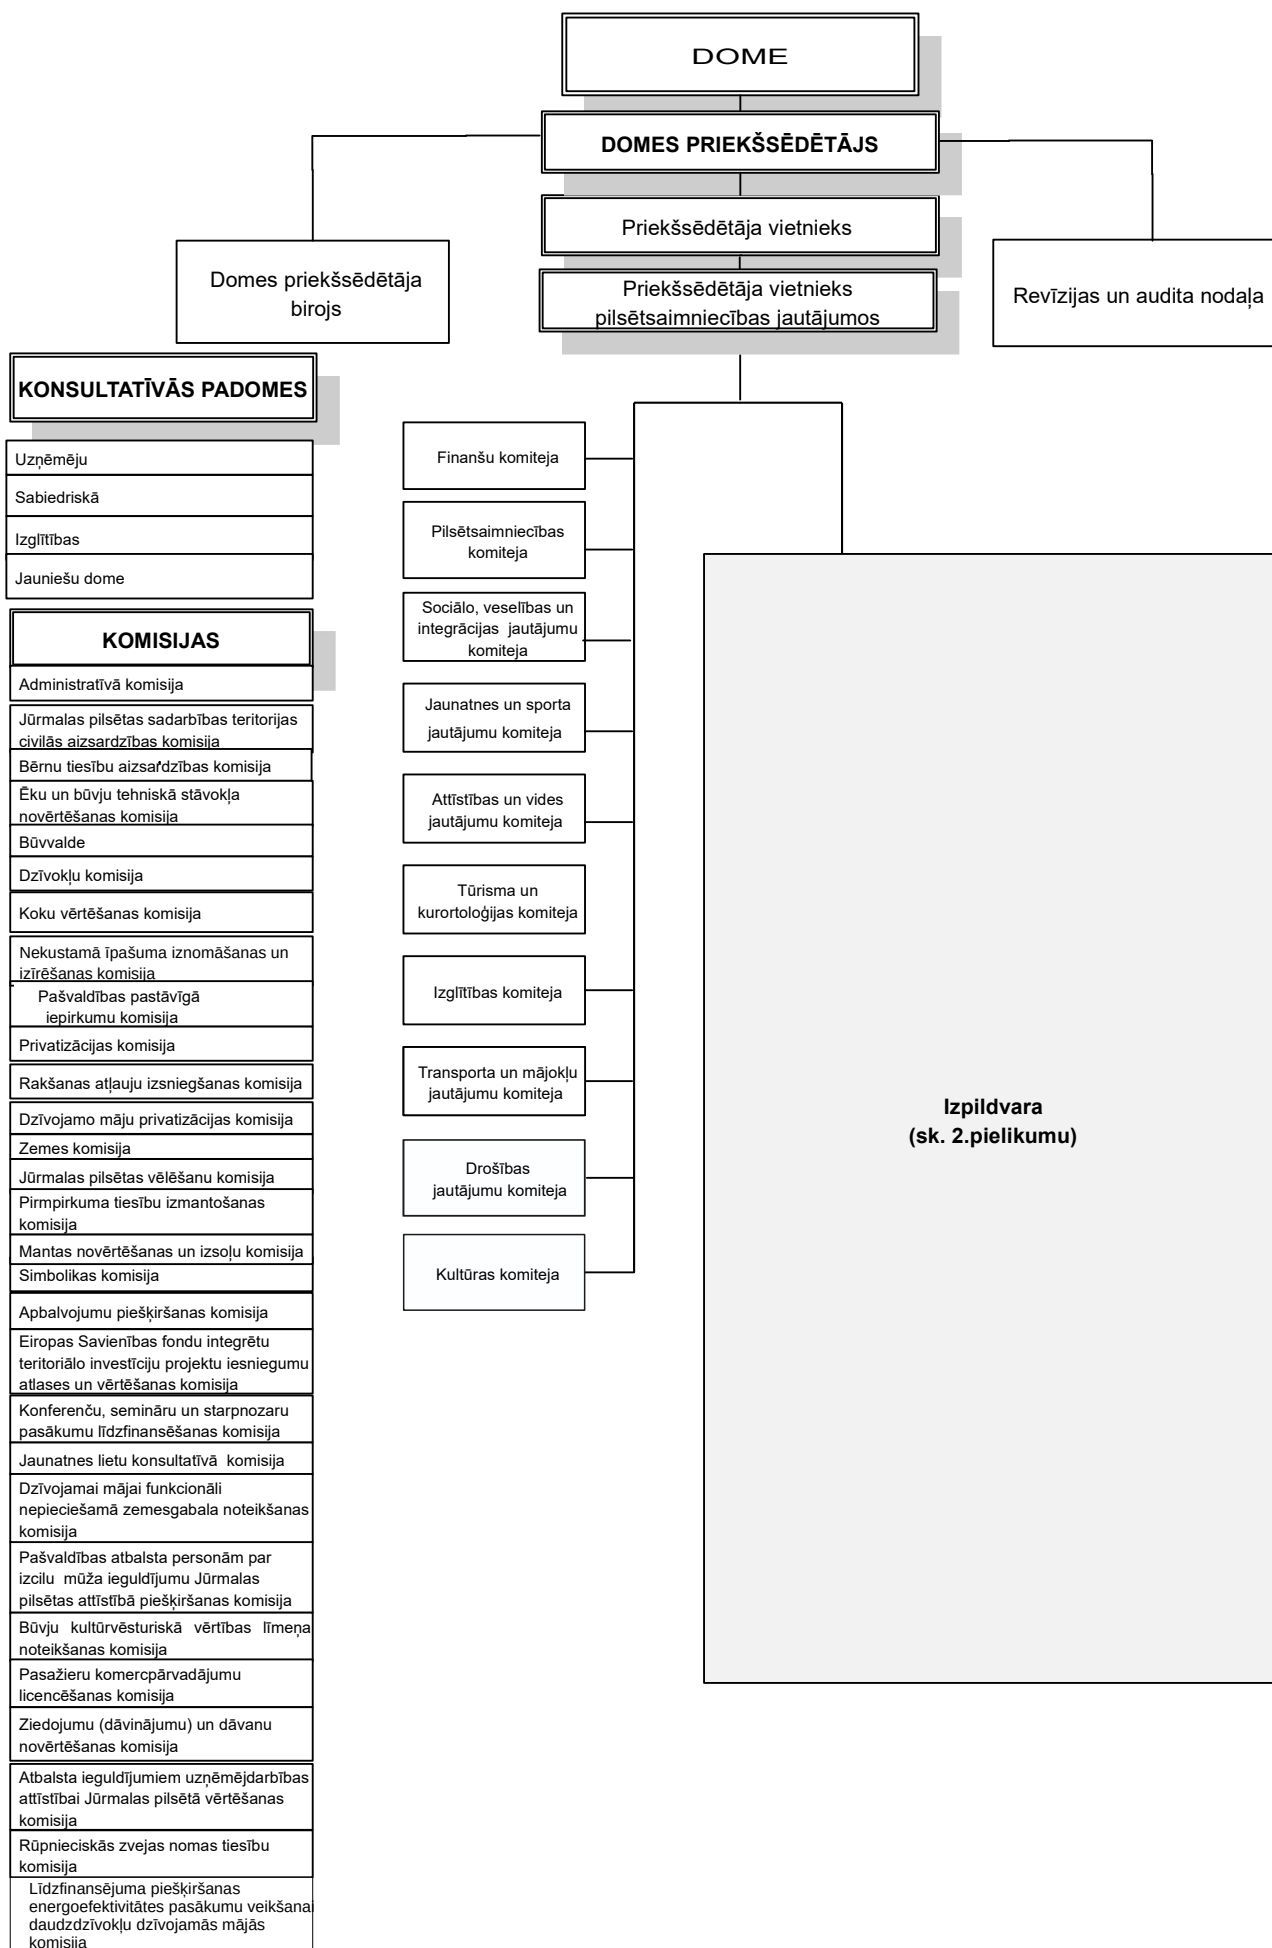 DOME
DOMES PRIEKŠSĒDĒTĀJS
Priekšsēdētāja vietnieks
Priekšsēdētāja vietnieks
pilsētsaimniecības jautājumos
Domes priekšsēdētāja
birojs
Revīzijas un audita nodaļa
KONSULTATĪVĀS PADOMES
Uzņēmēju
Sabiedriskā
Izglītības
Jauniešu dome
KOMISIJAS
Administratīvā komisija
Jūrmalas pilsētas sadarbības teritorijas
civilās aizsardzības komisija
Bērnu tiesību aizsardzības komisija
Ēku un būvju tehniskā stāvokļa
novērtēšanas komisija
Būvvalde
Dzīvokļu komisija
Koku vērtēšanas komisija
Nekustamā īpašuma iznomāšanas un
izīrēšanas komisija
Pašvaldības pastāvīgā
iepirkumu komisija
Privatizācijas komisija
Rakšanas atļauju izsniegšanas komisija
Dzīvojamo māju privatizācijas komisija
Zemes komisija
Jūrmalas pilsētas vēlēšanu komisija
Pirmpirkuma tiesību izmantošanas
komisija
Mantas novērtēšanas un izsoļu komisija
Simbolikas komisija
Apbalvojumu piešķiršanas komisija
Eiropas Savienības fondu integrētu
teritoriālo investīciju projektu iesniegumu
atlases un vērtēšanas komisija
Konferenču, semināru un starpnozaru
pasākumu līdzfinansēšanas komisija
Jaunatnes lietu konsultatīvā komisija
Dzīvojamai mājai funkcionāli
nepieciešamā zemesgabala noteikšanas
komisija
Pašvaldības atbalsta personām par
izcilu mūža ieguldījumu Jūrmalas
pilsētas attīstībā piešķiršanas komisija
Būvju kultūrvēsturiskā vērtības līmeņa
noteikšanas komisija
Pasažieru komercpārvadājumu
licencēšanas komisija
Ziedojumu (dāvinājumu) un dāvanu
novērtēšanas komisija
Atbalsta ieguldījumiem uzņēmējdarbības
attīstībai Jūrmalas pilsētā vērtēšanas
komisija
Rūpnieciskās zvejas nomas tiesību
komisija
Līdzfinansējuma piešķiršanas
energoefektivitātes pasākumu veikšanai
daudzdzīvokļu dzīvojamās mājās
komisija
Finanšu komiteja
Pilsētsaimniecības
komiteja
Sociālo, veselības un
integrācijas jautājumu
komiteja
Jaunatnes un sporta
jautājumu komiteja
Attīstības un vides
jautājumu komiteja
Tūrisma un
kurortoloģijas komiteja
Izglītības komiteja
Transporta un mājokļu
jautājumu komiteja
Drošības
jautājumu komiteja
Kultūras komiteja
Izpildvara
(sk. 2.pielikumu)